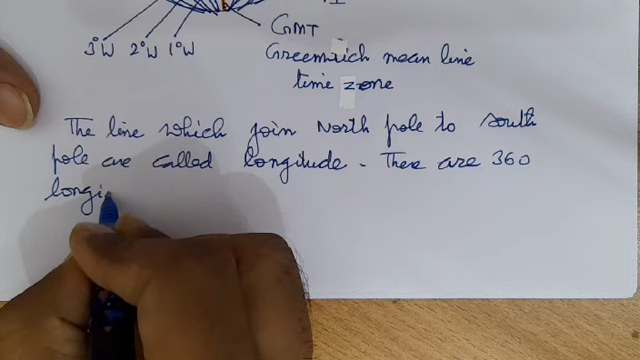 GMT
3°W 2°W 1°W
Greenwich mean line
time zone
The line which join North pole to south
pole are called longitude. There are 360
longi